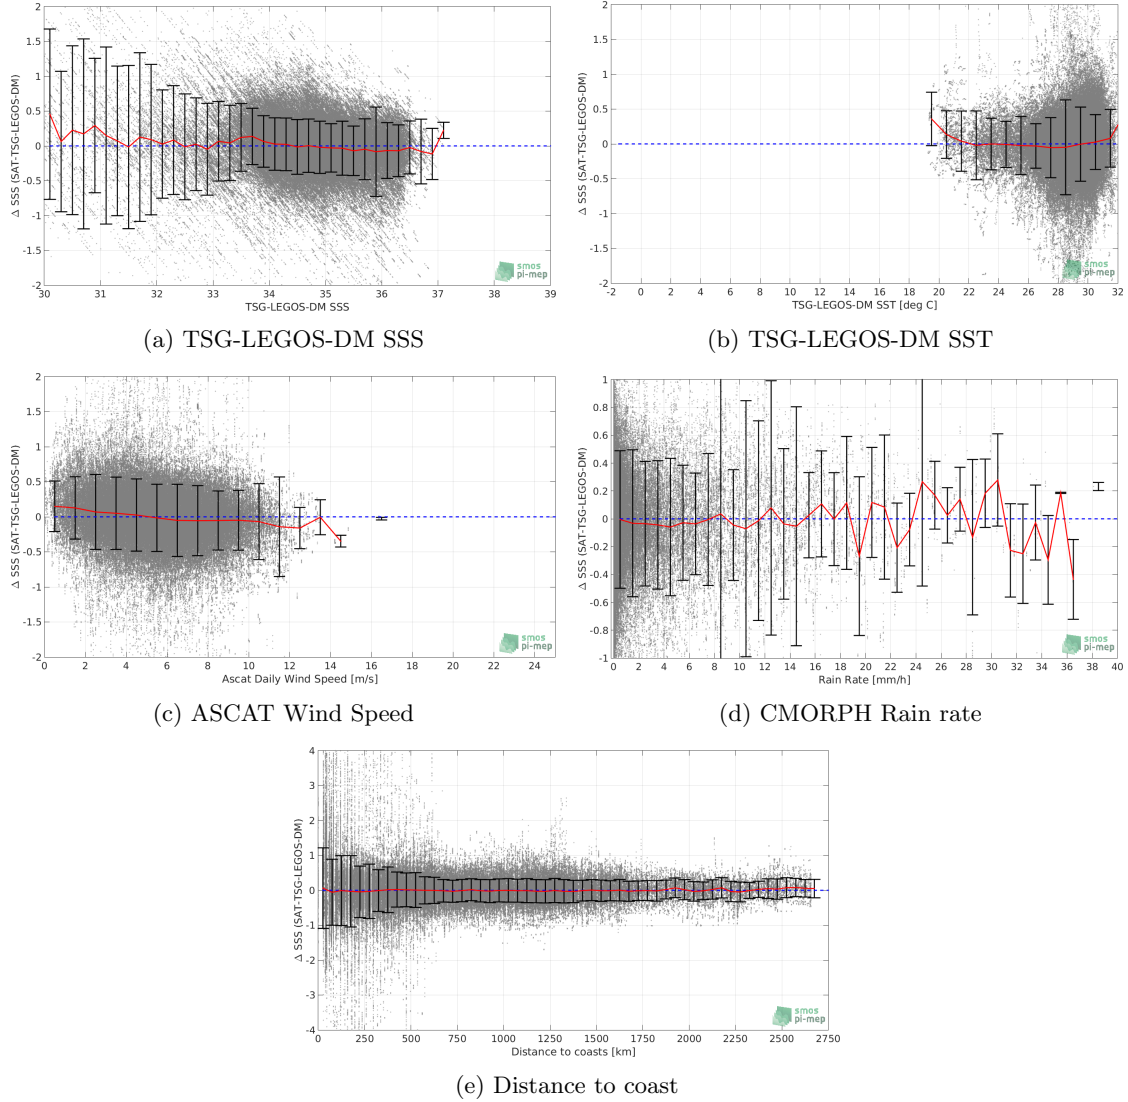 2
1.5
1
0.5
0
-0.5
-1
-1.5
-2
Δ SSS (SAT-TSG-LEGOS-DM)
30 31 32 33 34 35 36 37 38 39
TSG-LEGOS-DM SSS
smos
pi-mep
(a) TSG-LEGOS-DM SSS
2
1.5
1
0.5
0
-0.5
-1
-1.5
-2
Δ SSS (SAT-TSG-LEGOS-DM)
-2 0 2 4 6 8 10 12 14 16 18 20 22 24 26 28 30 32
TSG-LEGOS-DM SST [deg C]
smos
pi-mep
(b) TSG-LEGOS-DM SST
2
1.5
1
0.5
0
-0.5
-1
-1.5
-2
Δ SSS (SAT-TSG-LEGOS-DM)
0 2 4 6 8 10 12 14 16 18 20 22 24
Ascat Daily Wind Speed [m/s]
smos
pi-mep
(c) ASCAT Wind Speed
1
0.8
0.6
0.4
0.2
0
-0.2
-0.4
-0.6
-0.8
-1
Δ SSS (SAT-TSG-LEGOS-DM)
0 2 4 6 8 10 12 14 16 18 20 22 24 26 28 30 32 34 36 38 40
Rain Rate [mm/h]
smos
pi-mep
(d) CMORPH Rain rate
4
3
2
1
0
-1
-2
-3
-4
Δ SSS (SAT-TSG-LEGOS-DM)
0 250 500 750 1000 1250 1500 1750 2000 2250 2500 2750
Distance to coasts [km]
smos
pi-mep
(e) Distance to coast